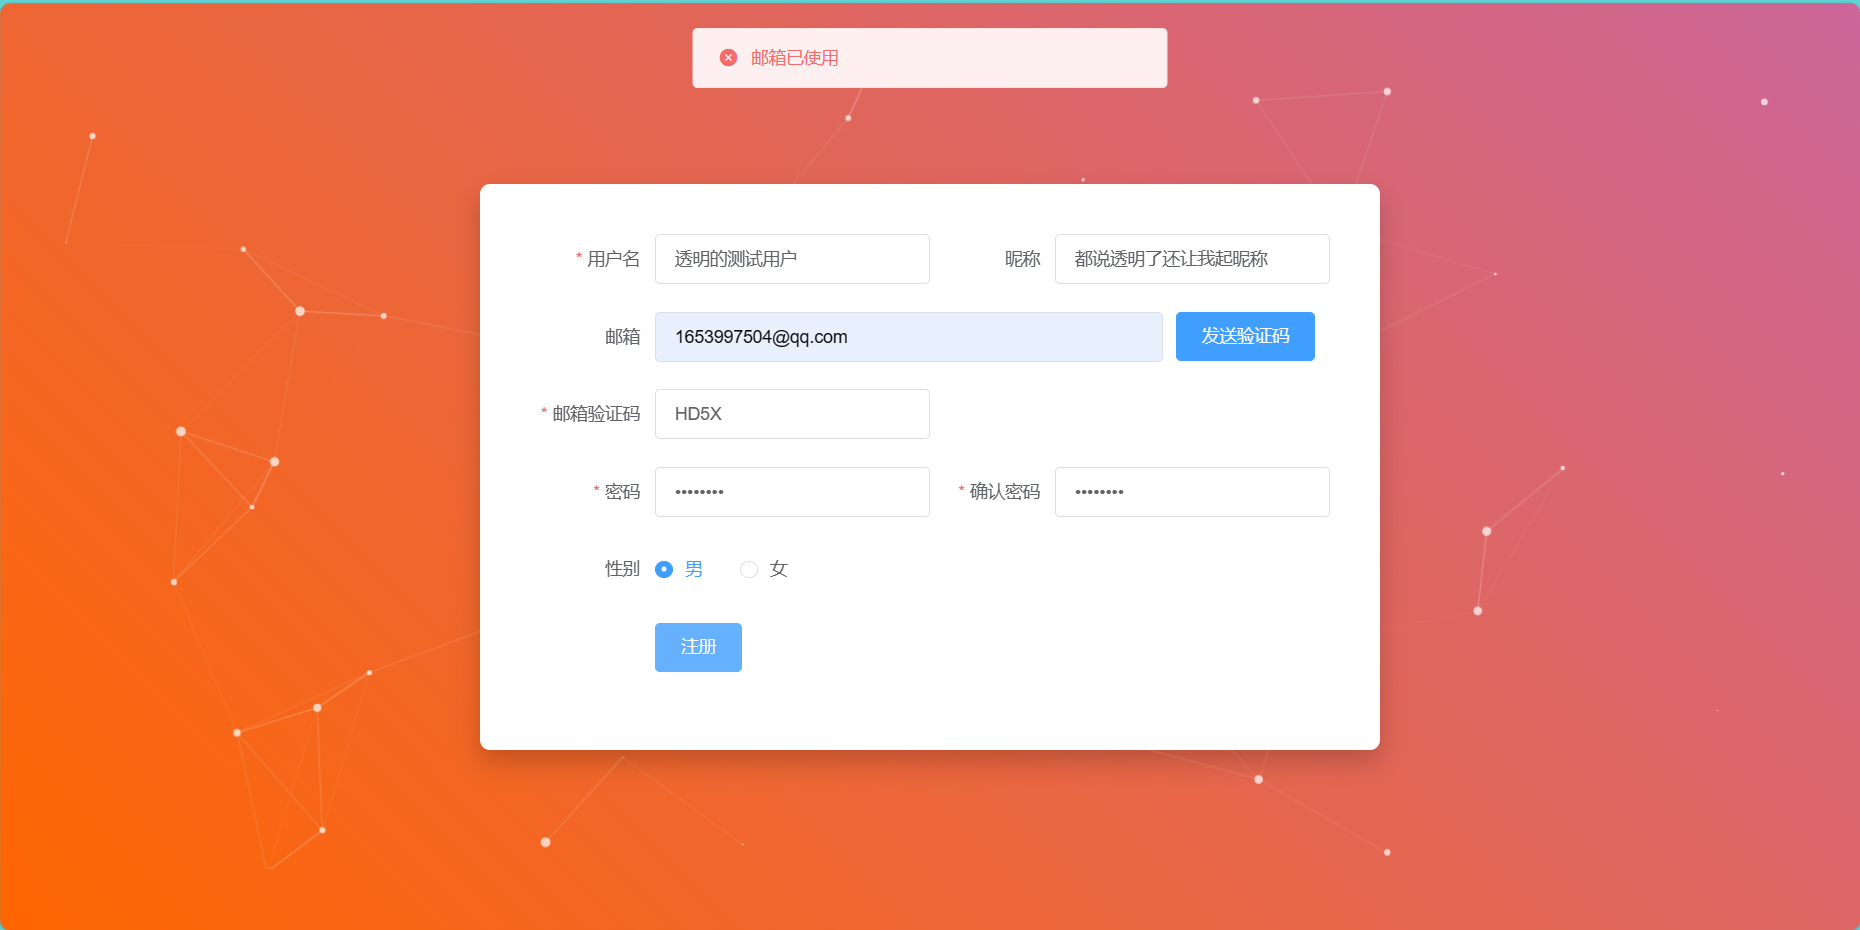 邮箱已使用
* 用户名 透明的测试用户 昵称 都说透明了还让我起昵称
邮箱 1653997504@qq.com 发送验证码
* 邮箱验证码 HD5X
* 密码 •••••••• * 确认密码 ••••••••
性别 男 女
注册